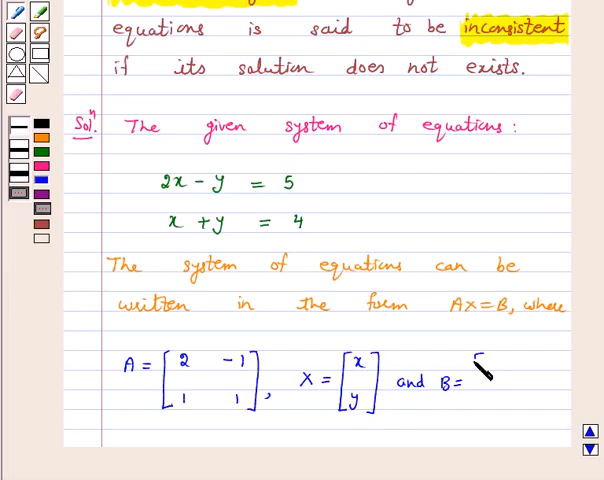 equations is said to be inconsistent
if its solution does not exists.
Solⁿ. The given system of equations:
2x - y = 5
x + y = 4
The system of equations can be
written in the form AX=B, where
A = [2 -1
1 1], X = [x
y] and B = [